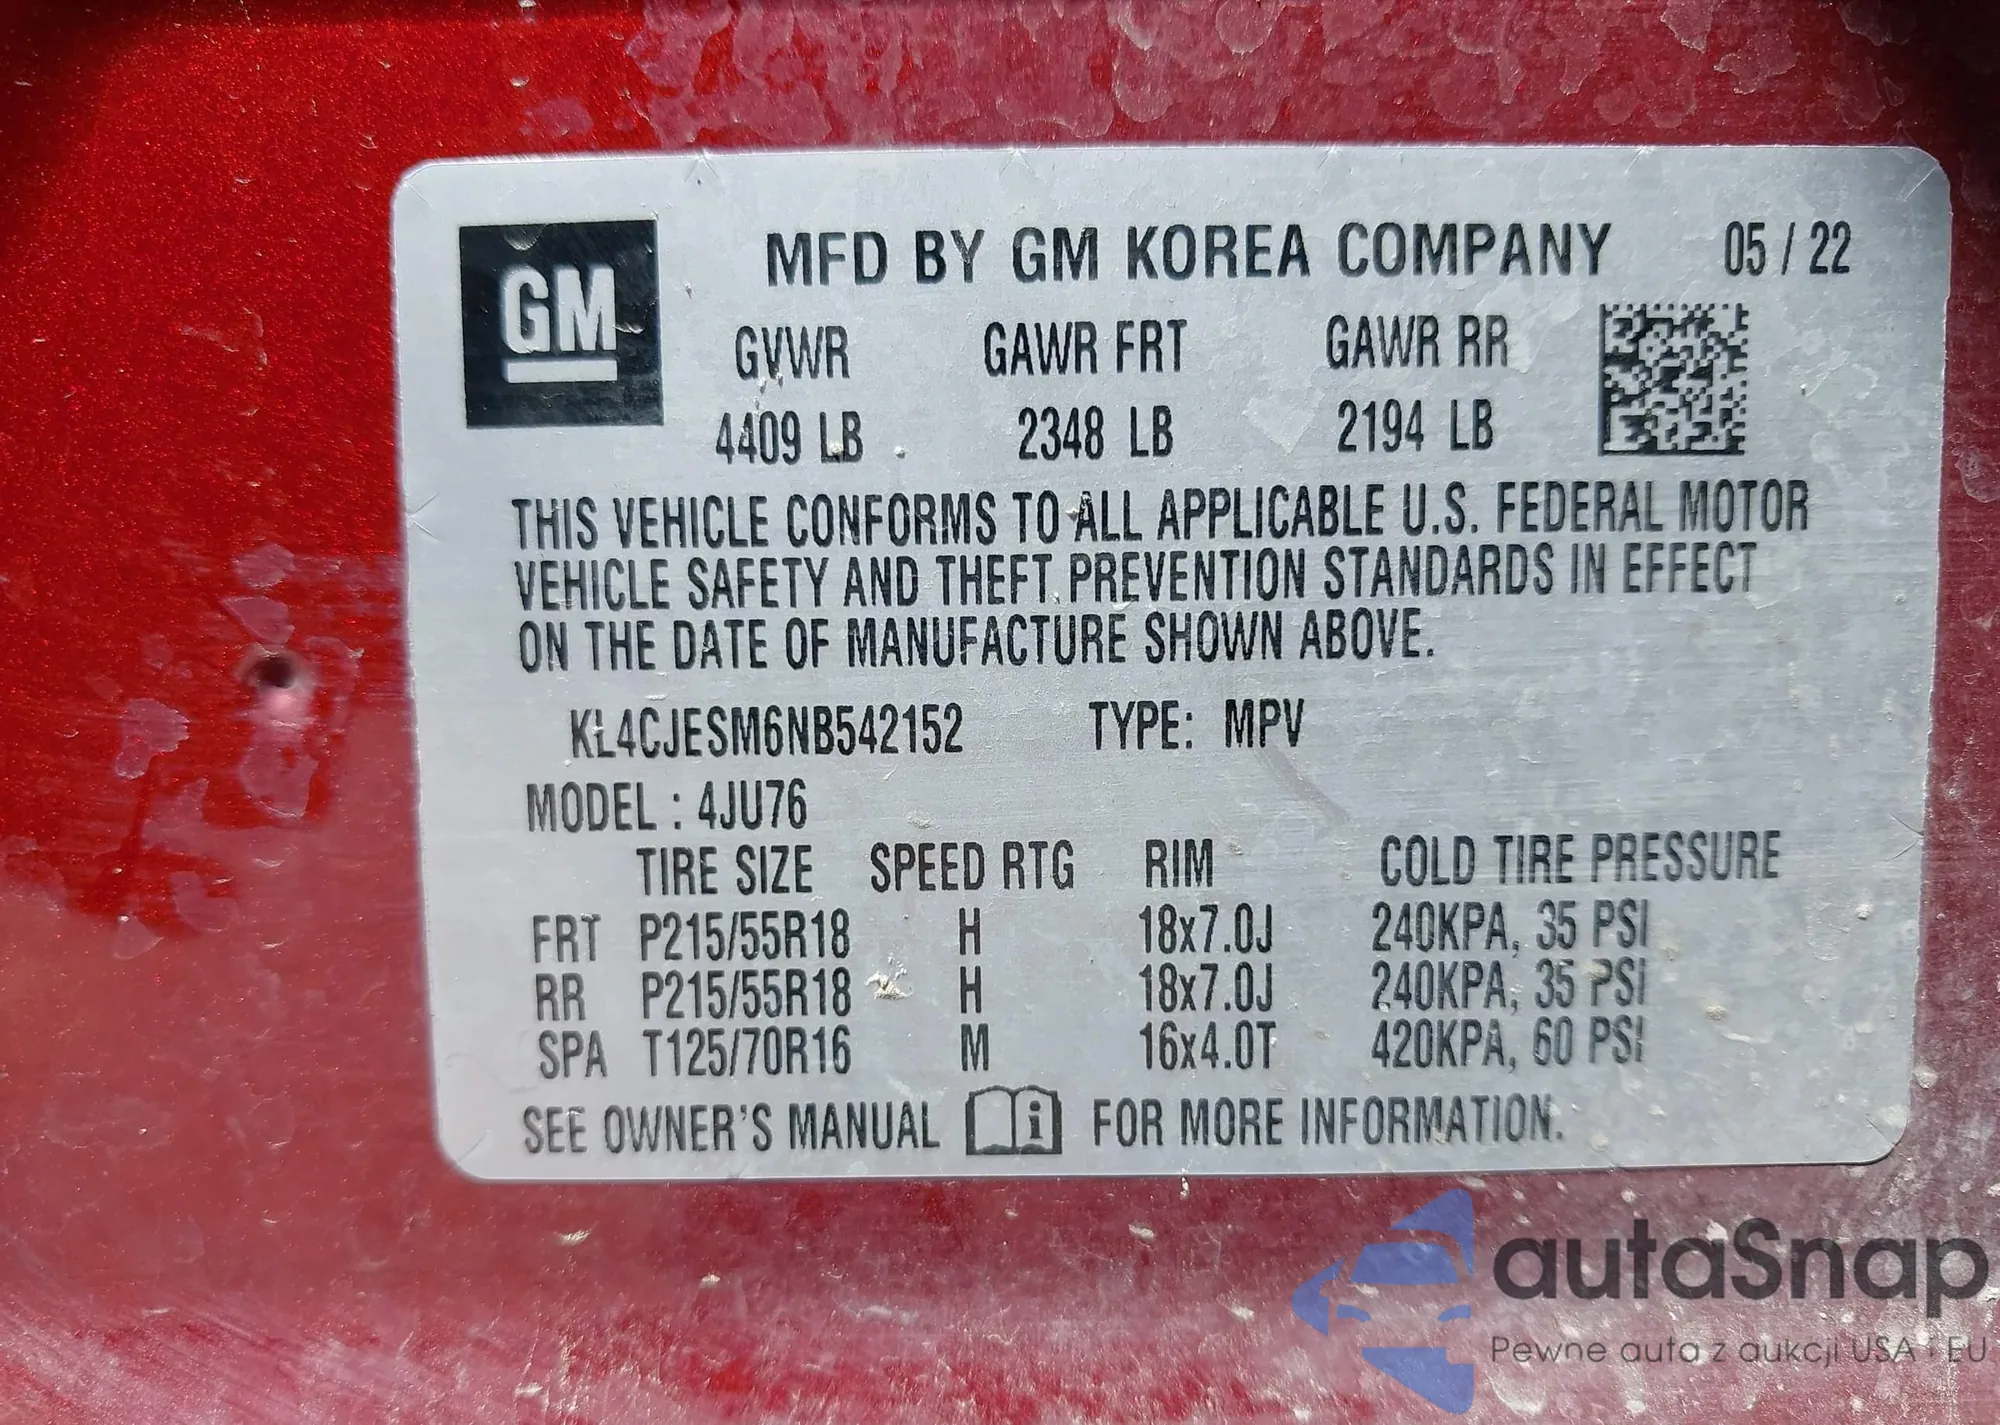 GM
MFD BY GM KOREA COMPANY 05 / 22
GVWR GAWR FRT GAWR RR
4409 LB 2348 LB 2194 LB
THIS VEHICLE CONFORMS TO ALL APPLICABLE U.S. FEDERAL MOTOR
VEHICLE SAFETY AND THEFT PREVENTION STANDARDS IN EFFECT
ON THE DATE OF MANUFACTURE SHOWN ABOVE.
KL4CJESM6NB542152 TYPE: MPV
MODEL : 4JU76
TIRE SIZE SPEED RTG RIM COLD TIRE PRESSURE
FRT P215/55R18 H 18x7.0J 240KPA, 35 PSI
RR P215/55R18 H 18x7.0J 240KPA, 35 PSI
SPA T125/70R16 M 16x4.0T 420KPA, 60 PSI
SEE OWNER'S MANUAL i FOR MORE INFORMATION.
autaSnap
Pewne auta z aukcji USA i EU